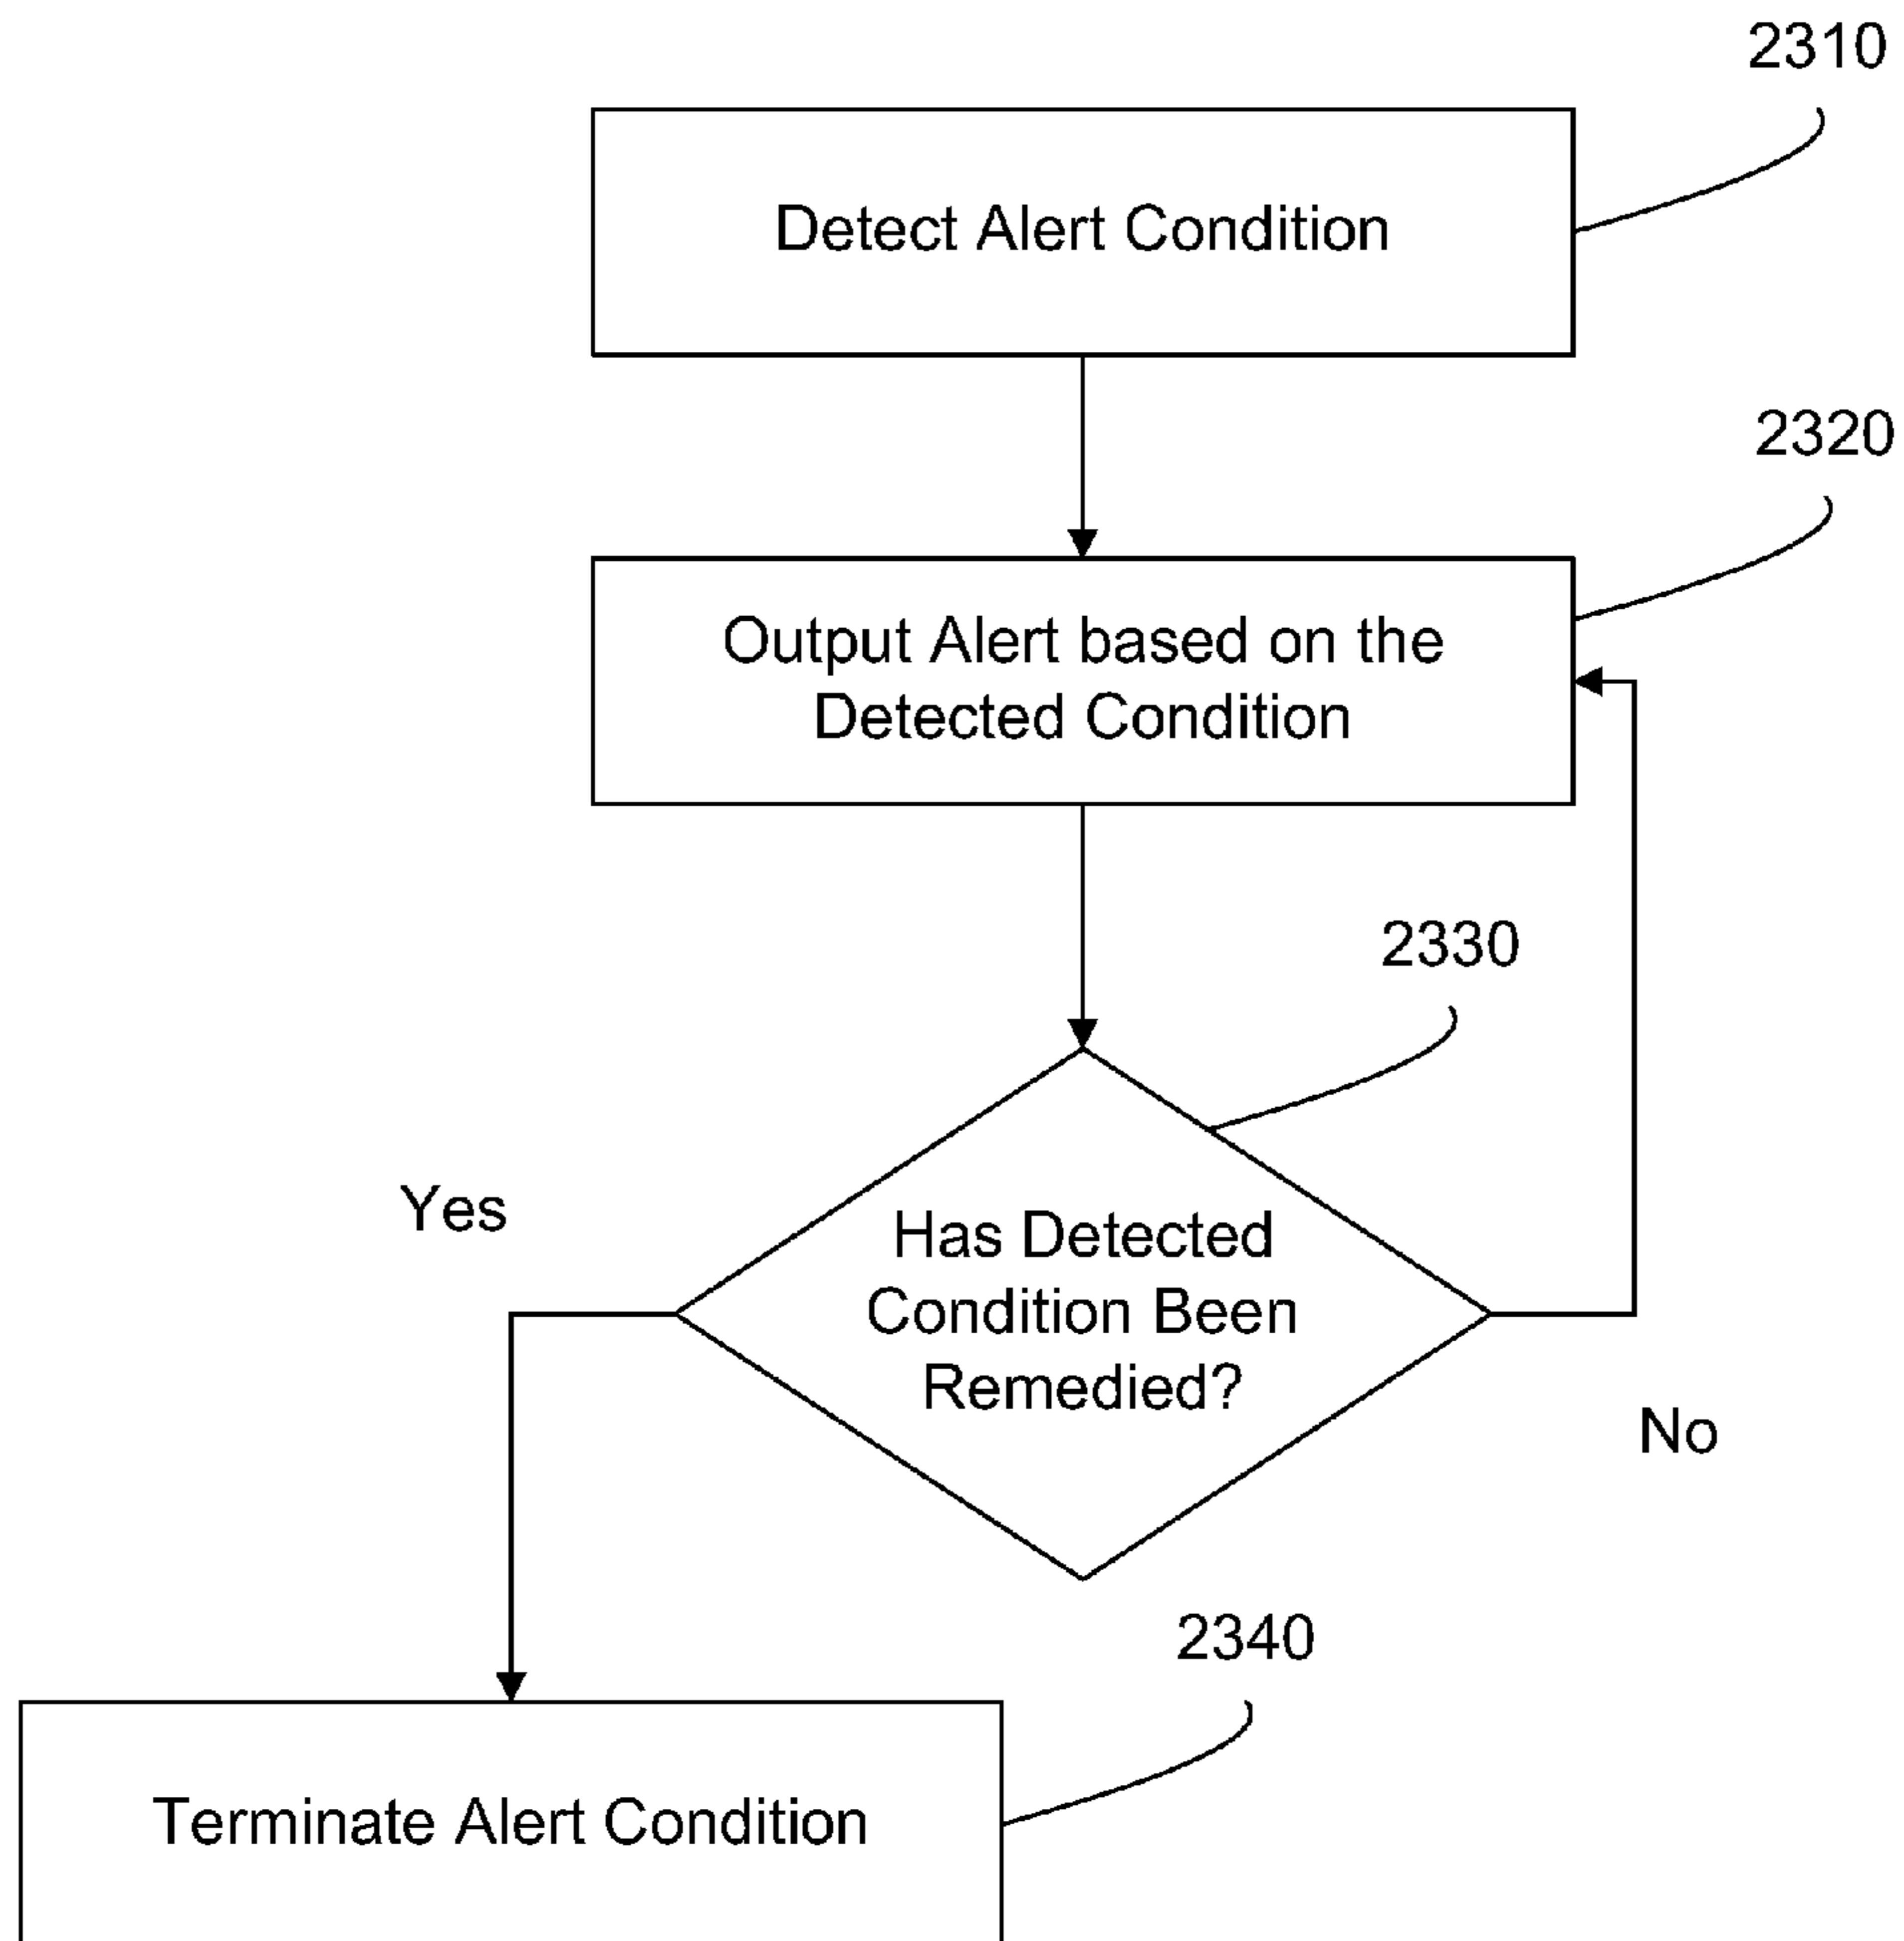 2310
Detect Alert Condition
2320
Output Alert based on the
Detected Condition
2330
Yes
Has Detected
Condition Been
Remedied?
No
2340
Terminate Alert Condition